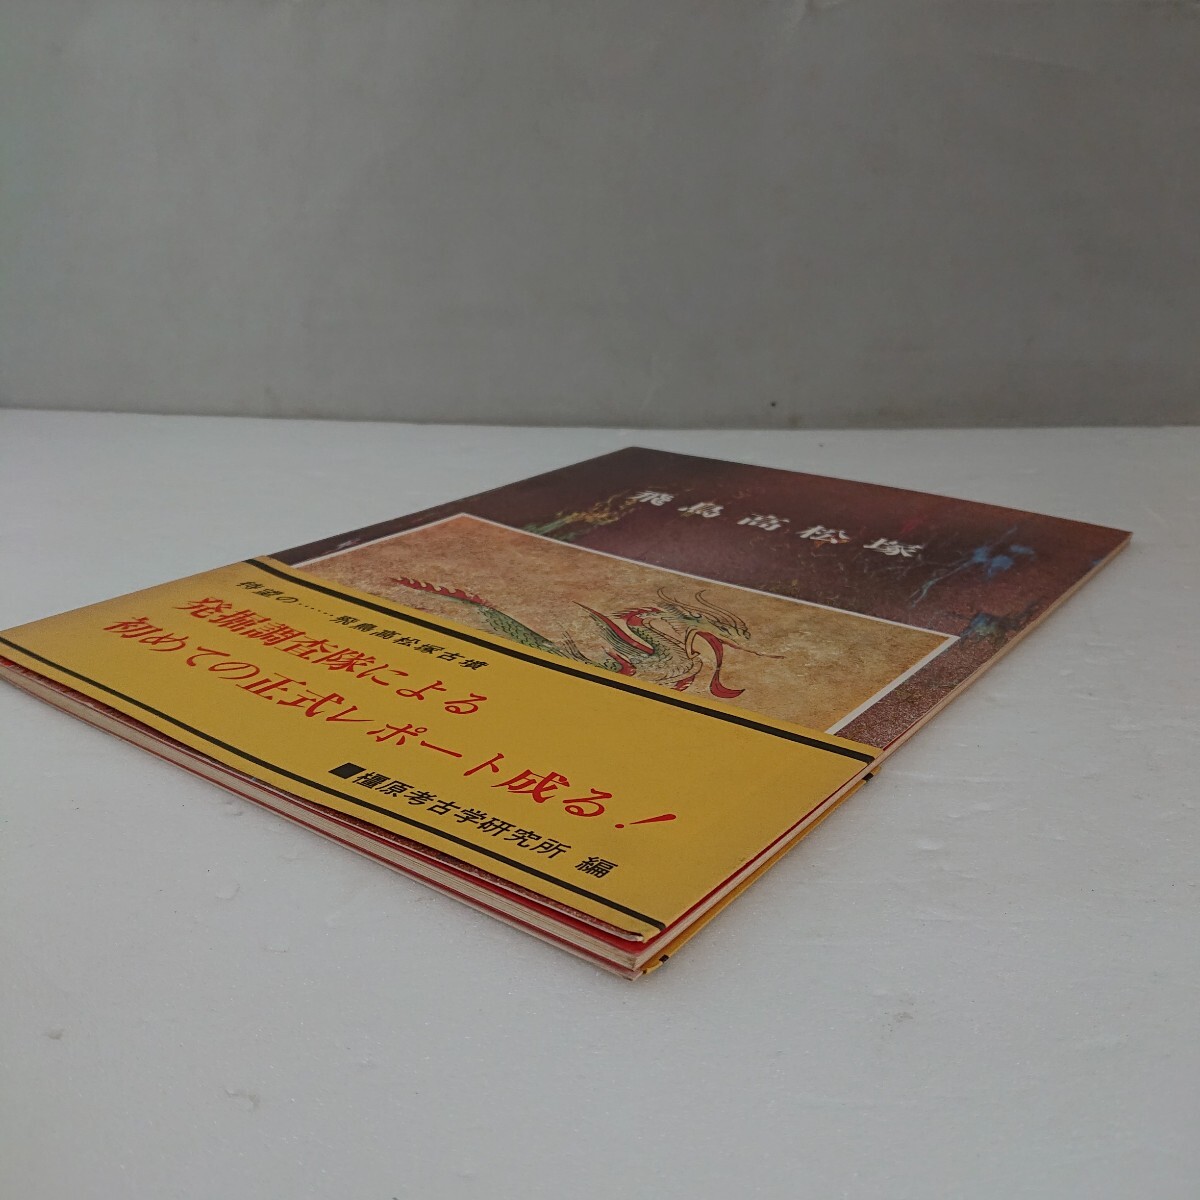 飛鳥高松塚
待望の……飛鳥高松塚古墳
発掘調査隊による
初めての正式レポート成る！
■橿原考古学研究所 編